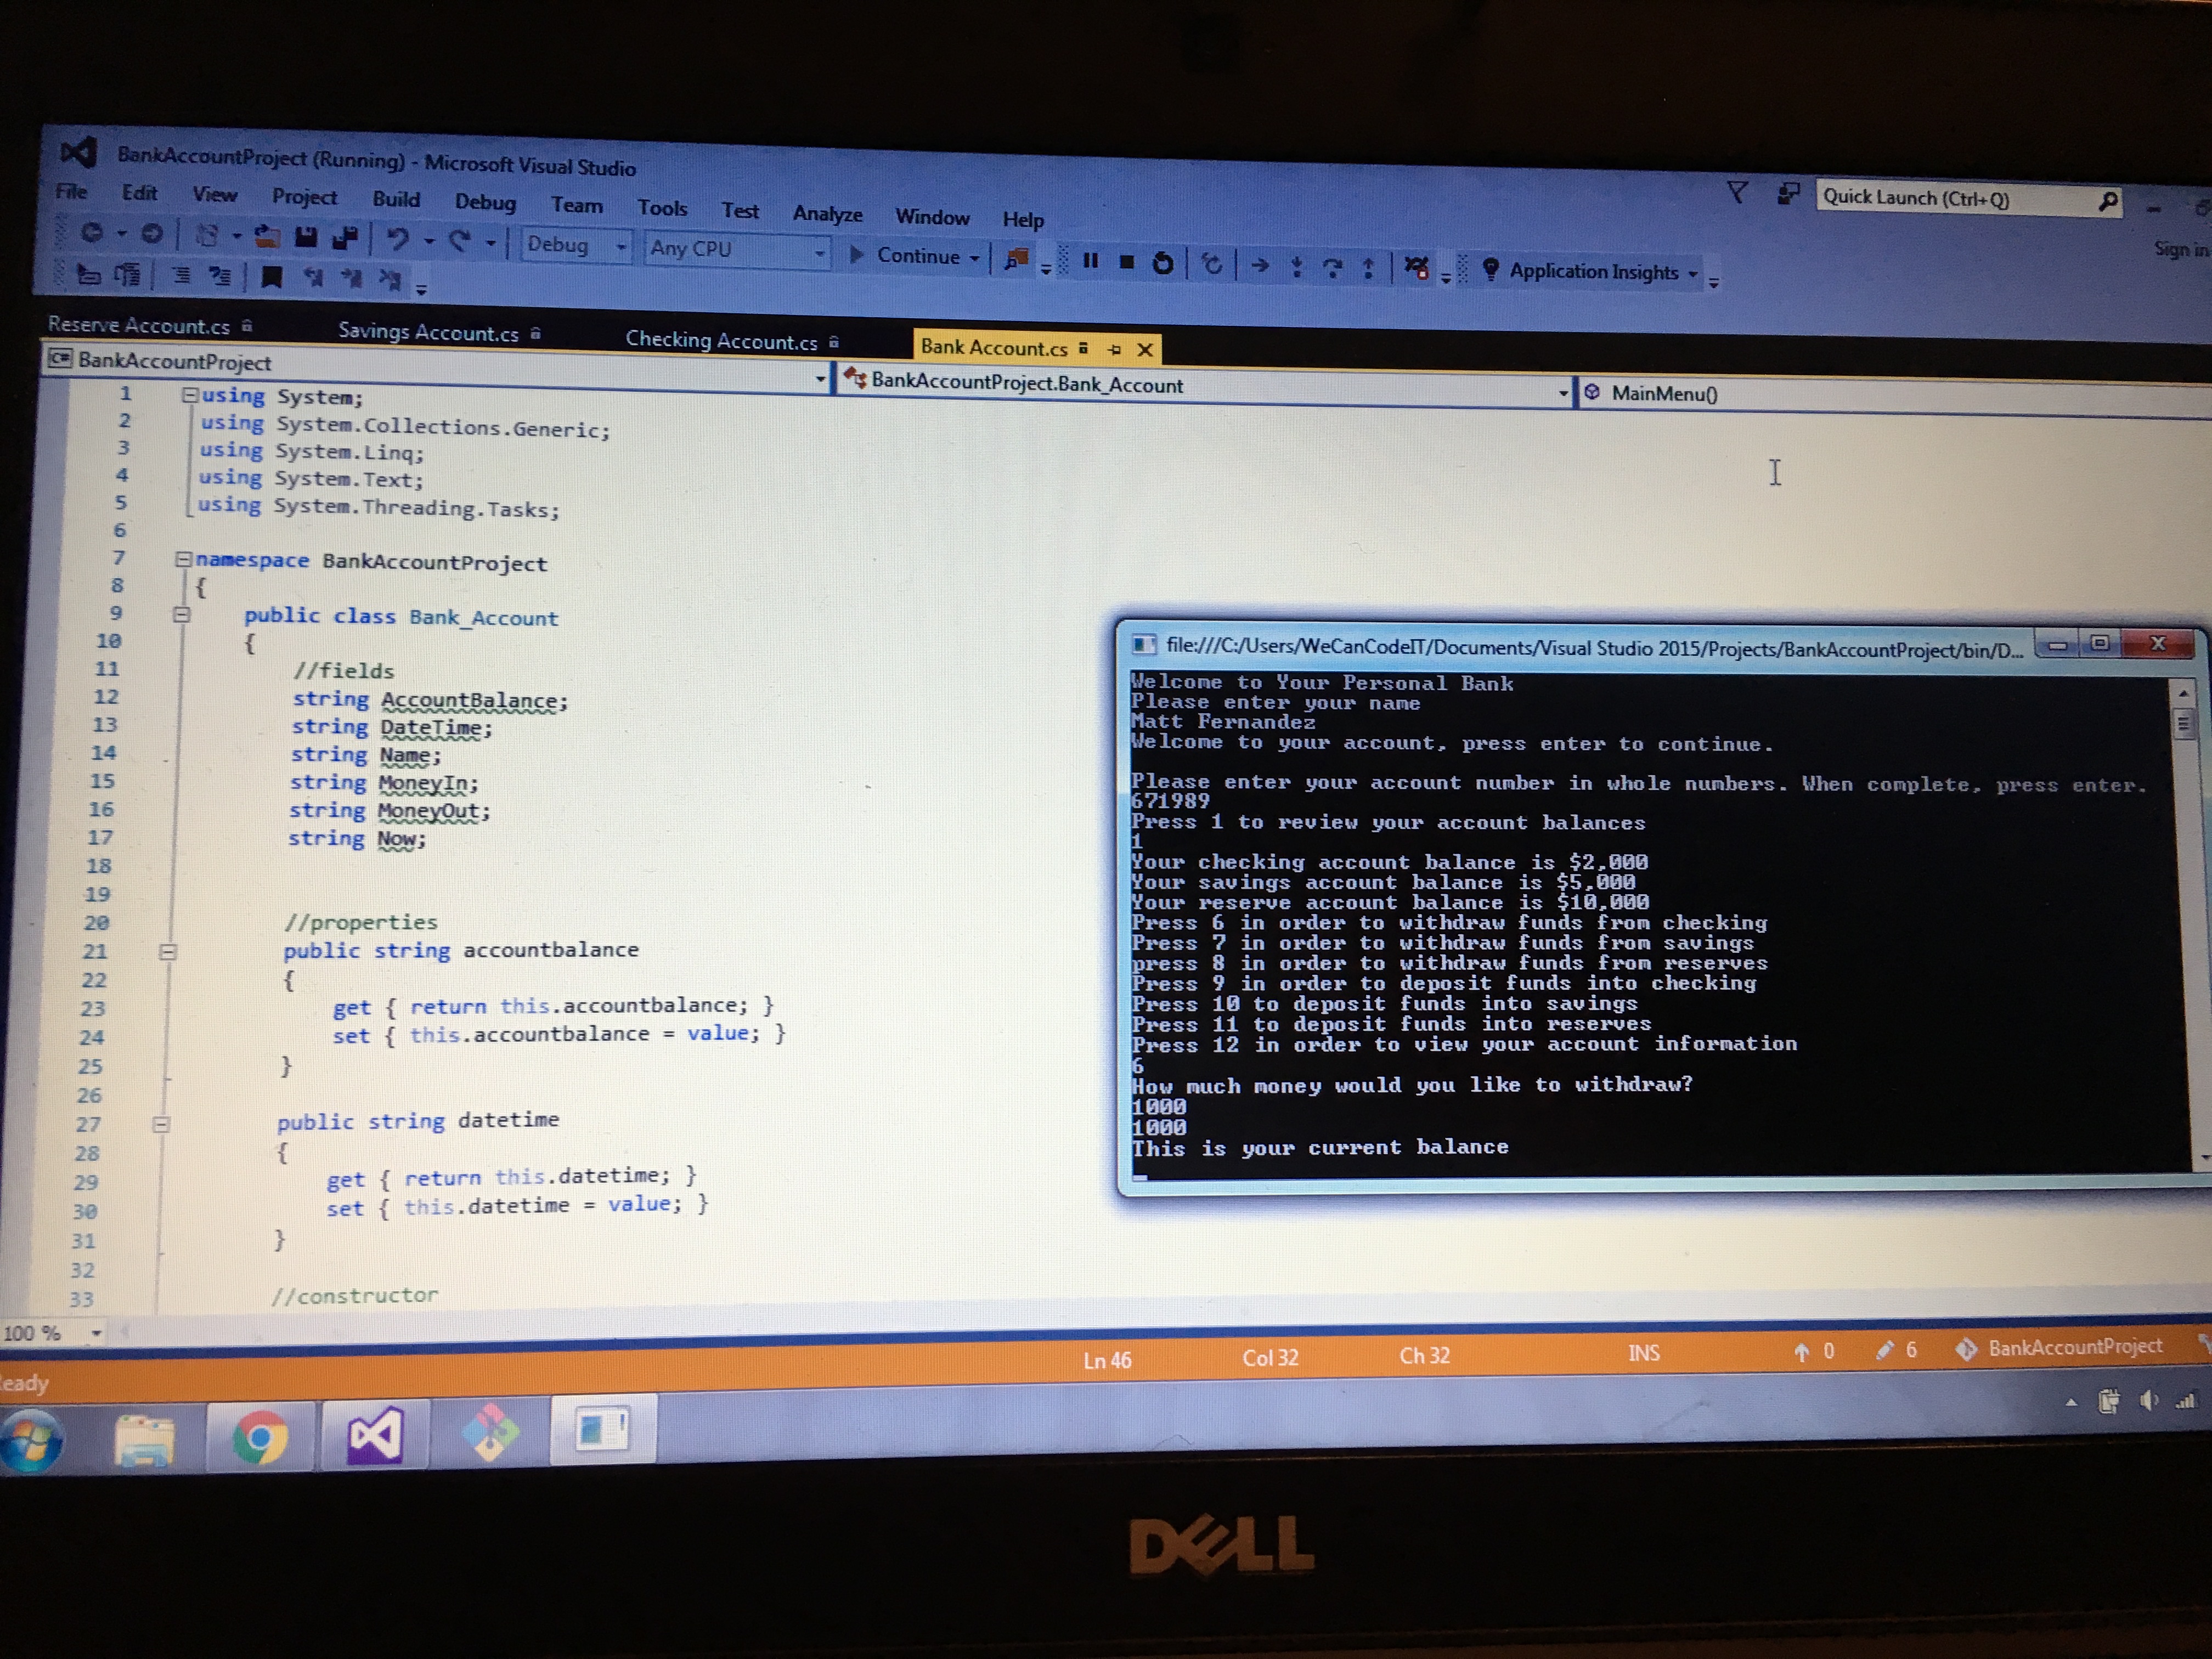 BankAccountProject (Running) - Microsoft Visual Studio
Quick Launch (Ctrl+Q)
File Edit View Project Build Debug Team Tools Test Analyze Window Help
Sign in
Debug Any CPU Continue Application Insights
Reserve Account.cs Savings Account.cs Checking Account.cs Bank Account.cs
C# BankAccountProject BankAccountProject.Bank_Account MainMenu()
1 using System;
2 using System.Collections.Generic;
3 using System.Linq;
4 using System.Text;
5 using System.Threading.Tasks;
6
7 namespace BankAccountProject
8 {
9 public class Bank_Account
10 {
11 //fields
12 string AccountBalance;
13 string DateTime;
14 string Name;
15 string MoneyIn;
16 string MoneyOut;
17 string Now;
18
19
20 //properties
21 public string accountbalance
22 {
23 get { return this.accountbalance; }
24 set { this.accountbalance = value; }
25 }
26
27 public string datetime
28 {
29 get { return this.datetime; }
30 set { this.datetime = value; }
31 }
32
33 //constructor
file:///C:/Users/WeCanCodeIT/Documents/Visual Studio 2015/Projects/BankAccountProject/bin/D...
Welcome to Your Personal Bank
Please enter your name
Matt Fernandez
Welcome to your account, press enter to continue.
Please enter your account number in whole numbers. When complete, press enter.
671989
Press 1 to review your account balances
1
Your checking account balance is $2,000
Your savings account balance is $5,000
Your reserve account balance is $10,000
Press 6 in order to withdraw funds from checking
Press 7 in order to withdraw funds from savings
press 8 in order to withdraw funds from reserves
Press 9 in order to deposit funds into checking
Press 10 to deposit funds into savings
Press 11 to deposit funds into reserves
Press 12 in order to view your account information
6
How much money would you like to withdraw?
1000
1000
This is your current balance
100 %
eady Ln 46 Col 32 Ch 32 INS 0 6 BankAccountProject
DELL